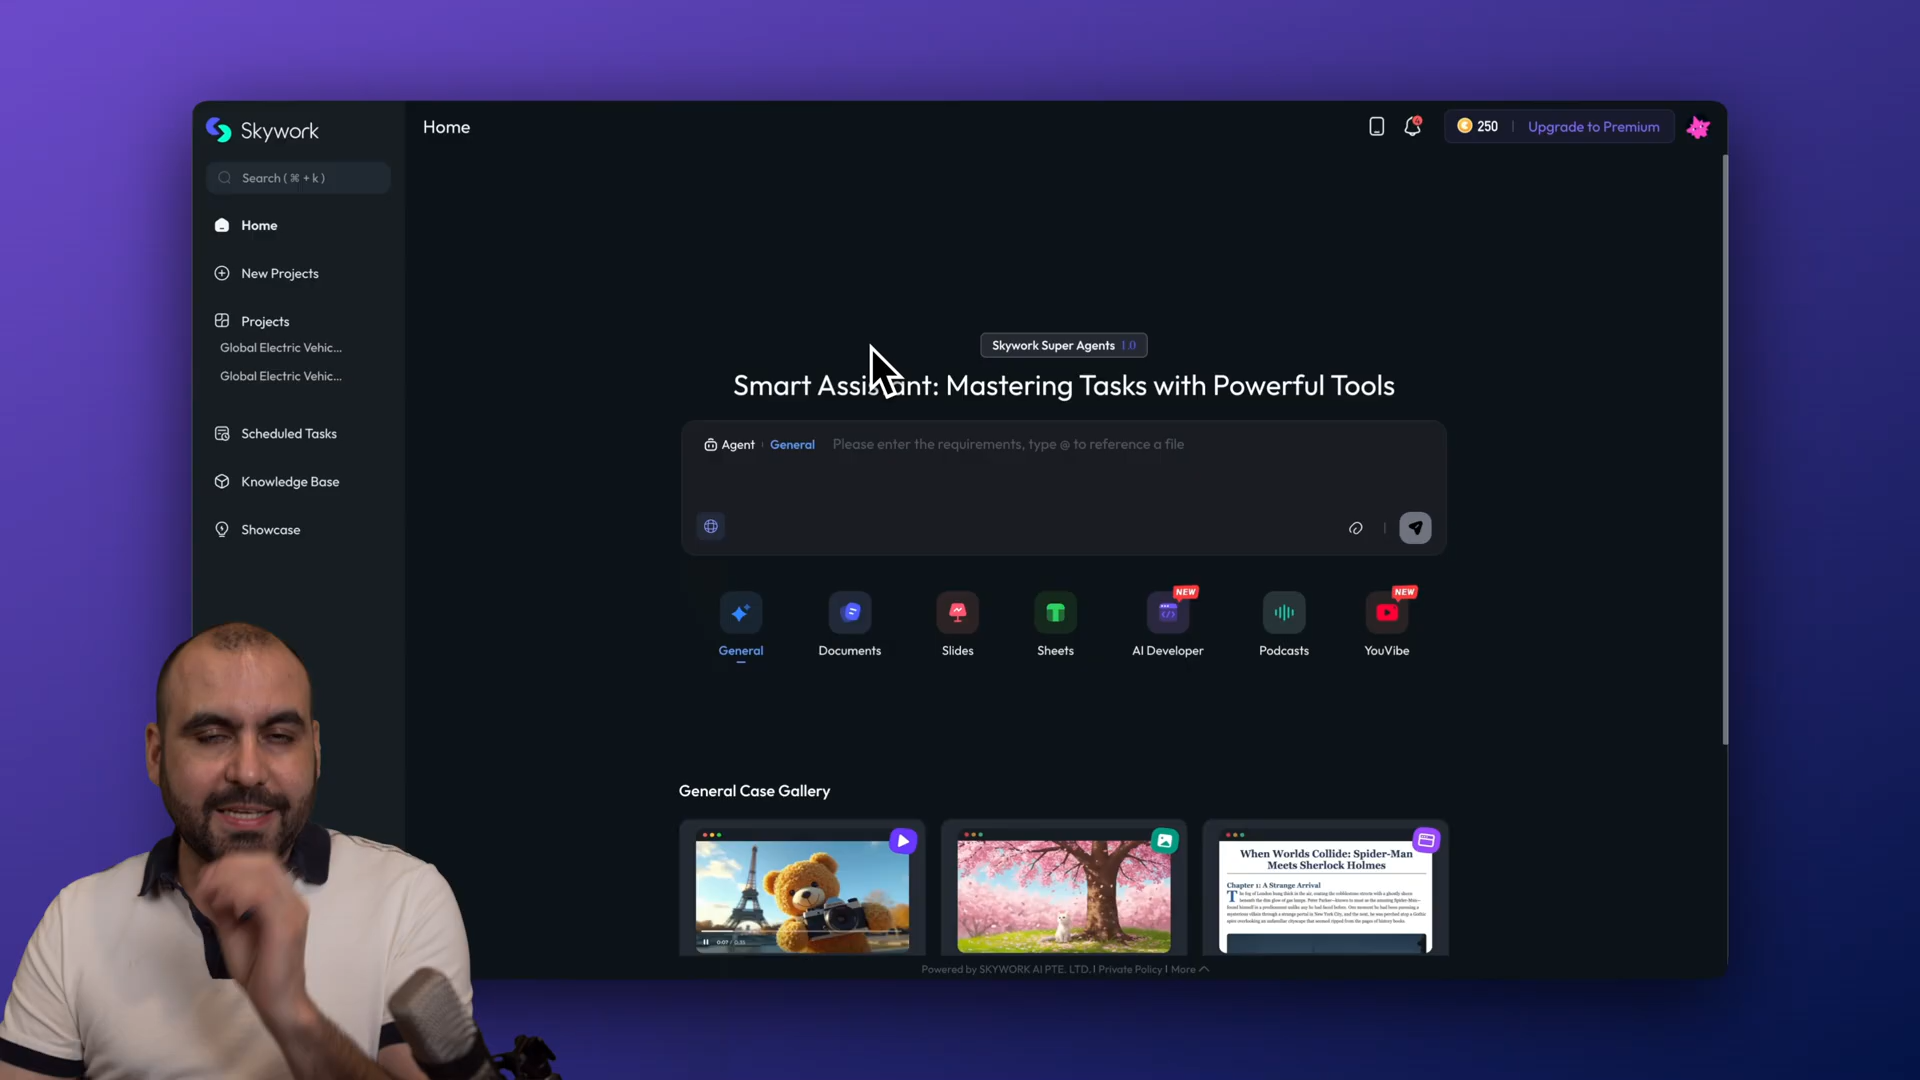 Skywork
Home
250
Upgrade to Premium
Search ( ⌘ + k )
Home
New Projects
Projects
Global Electric Vehic...
Global Electric Vehic...
Scheduled Tasks
Knowledge Base
Showcase
Skywork Super Agents 1.0
Smart Assistant: Mastering Tasks with Powerful Tools
Agent General Please enter the requirements, type @ to reference a file
NEW
NEW
General
Documents
Slides
Sheets
AI Developer
Podcasts
YouVibe
General Case Gallery
When Worlds Collide: Spider-Man
Meets Sherlock Holmes
Chapter 1: A Strange Arrival
Powered by SKYWORK AI PTE. LTD. | Private Policy | More